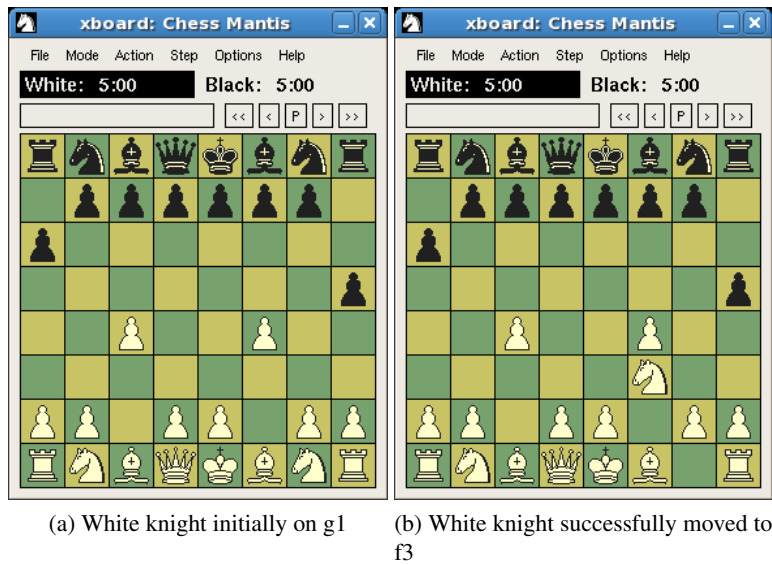 xboard: Chess Mantis
File Mode Action Step Options Help
White: 5:00 Black: 5:00
<< < P > >>
xboard: Chess Mantis
File Mode Action Step Options Help
White: 5:00 Black: 5:00
<< < P > >>
(a) White knight initially on g1
(b) White knight successfully moved to
f3